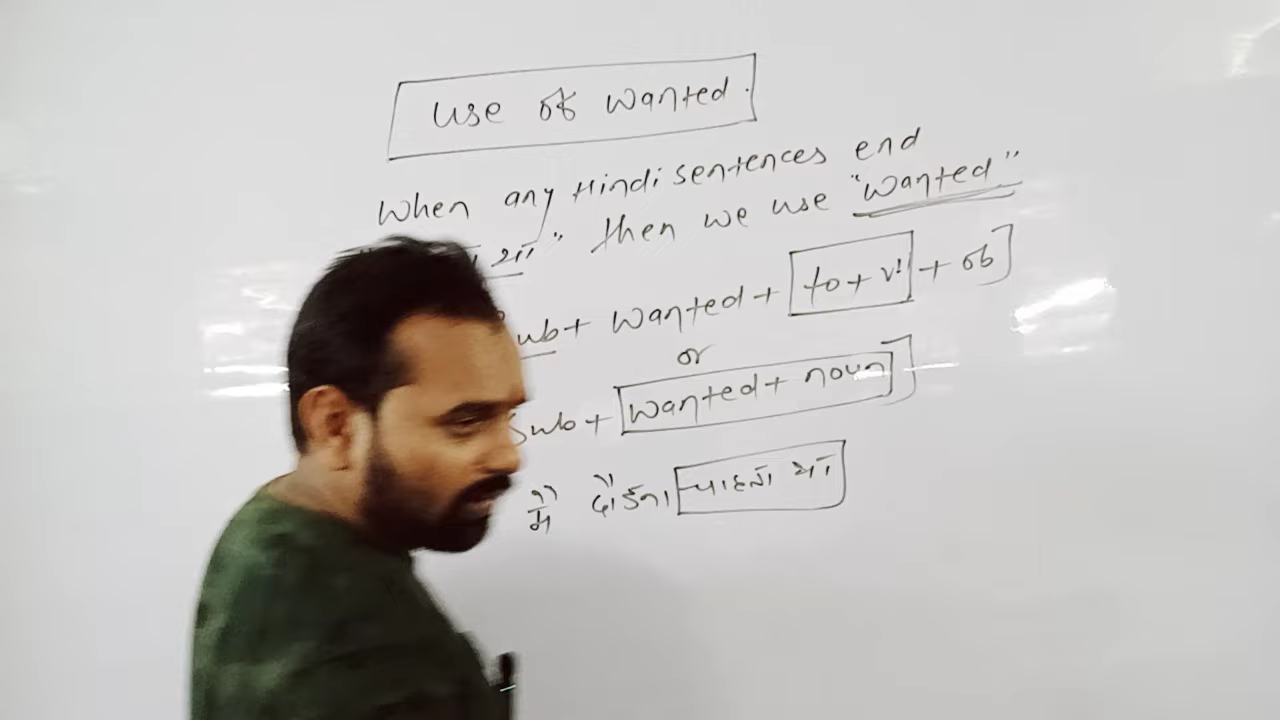 Use of Wanted.
When any Hindi sentences end
था" then we use "Wanted"
Sub + Wanted + to + v¹ + ob]
or
Sub + Wanted + noun]
मैं दौड़ना चाहता था